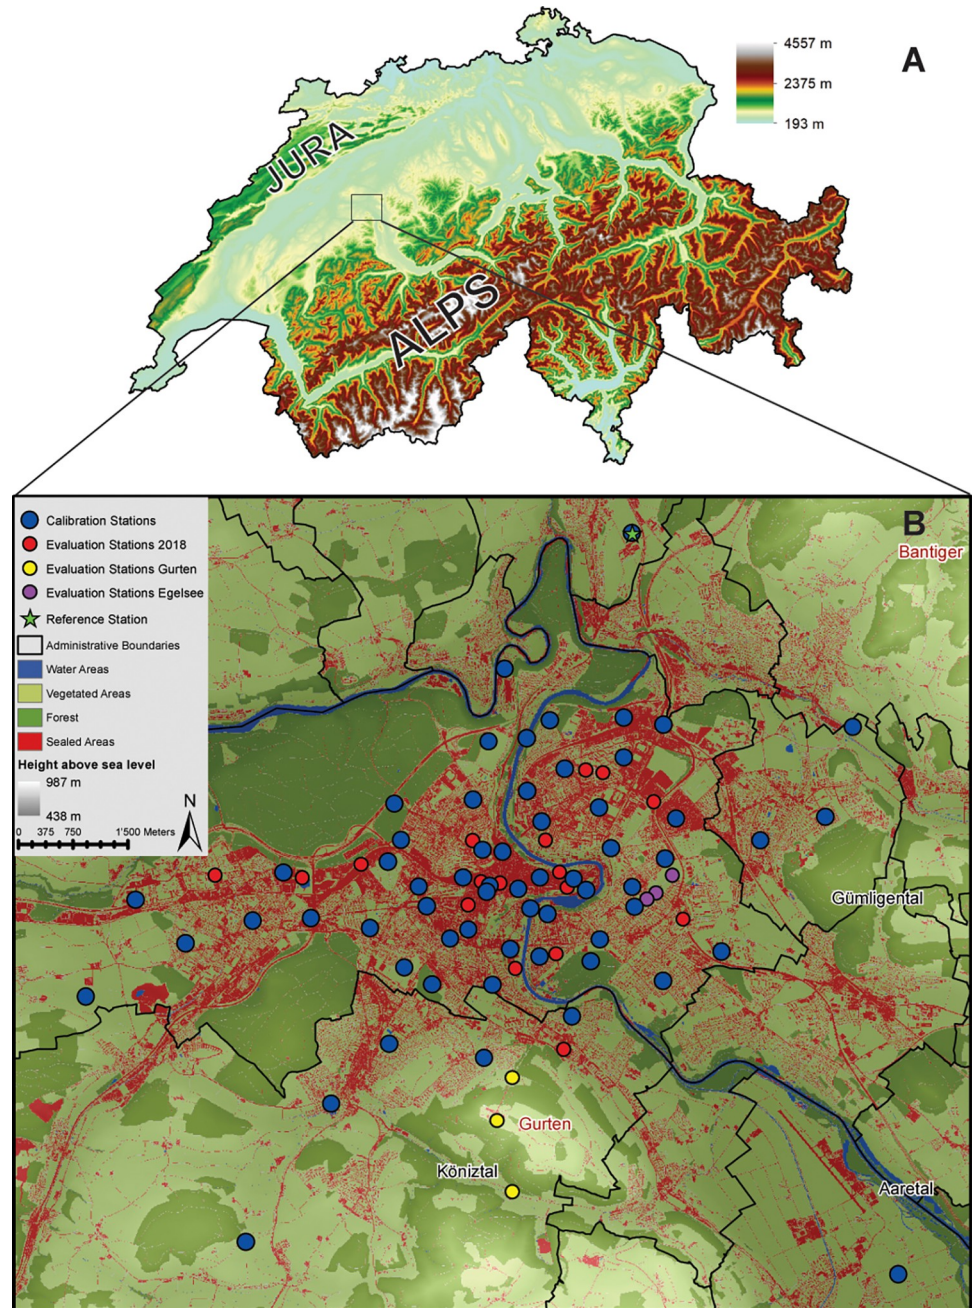 A
4557 m
2375 m
193 m
JURA
ALPS
B
Calibration Stations
Evaluation Stations 2018
Evaluation Stations Gurten
Evaluation Stations Egelsee
Reference Station
Administrative Boundaries
Water Areas
Vegetated Areas
Forest
Sealed Areas
Height above sea level
987 m
438 m
N
0 375 750 1'500 Meters
Bantiger
Gümligental
Gurten
Köniztal
Aaretal